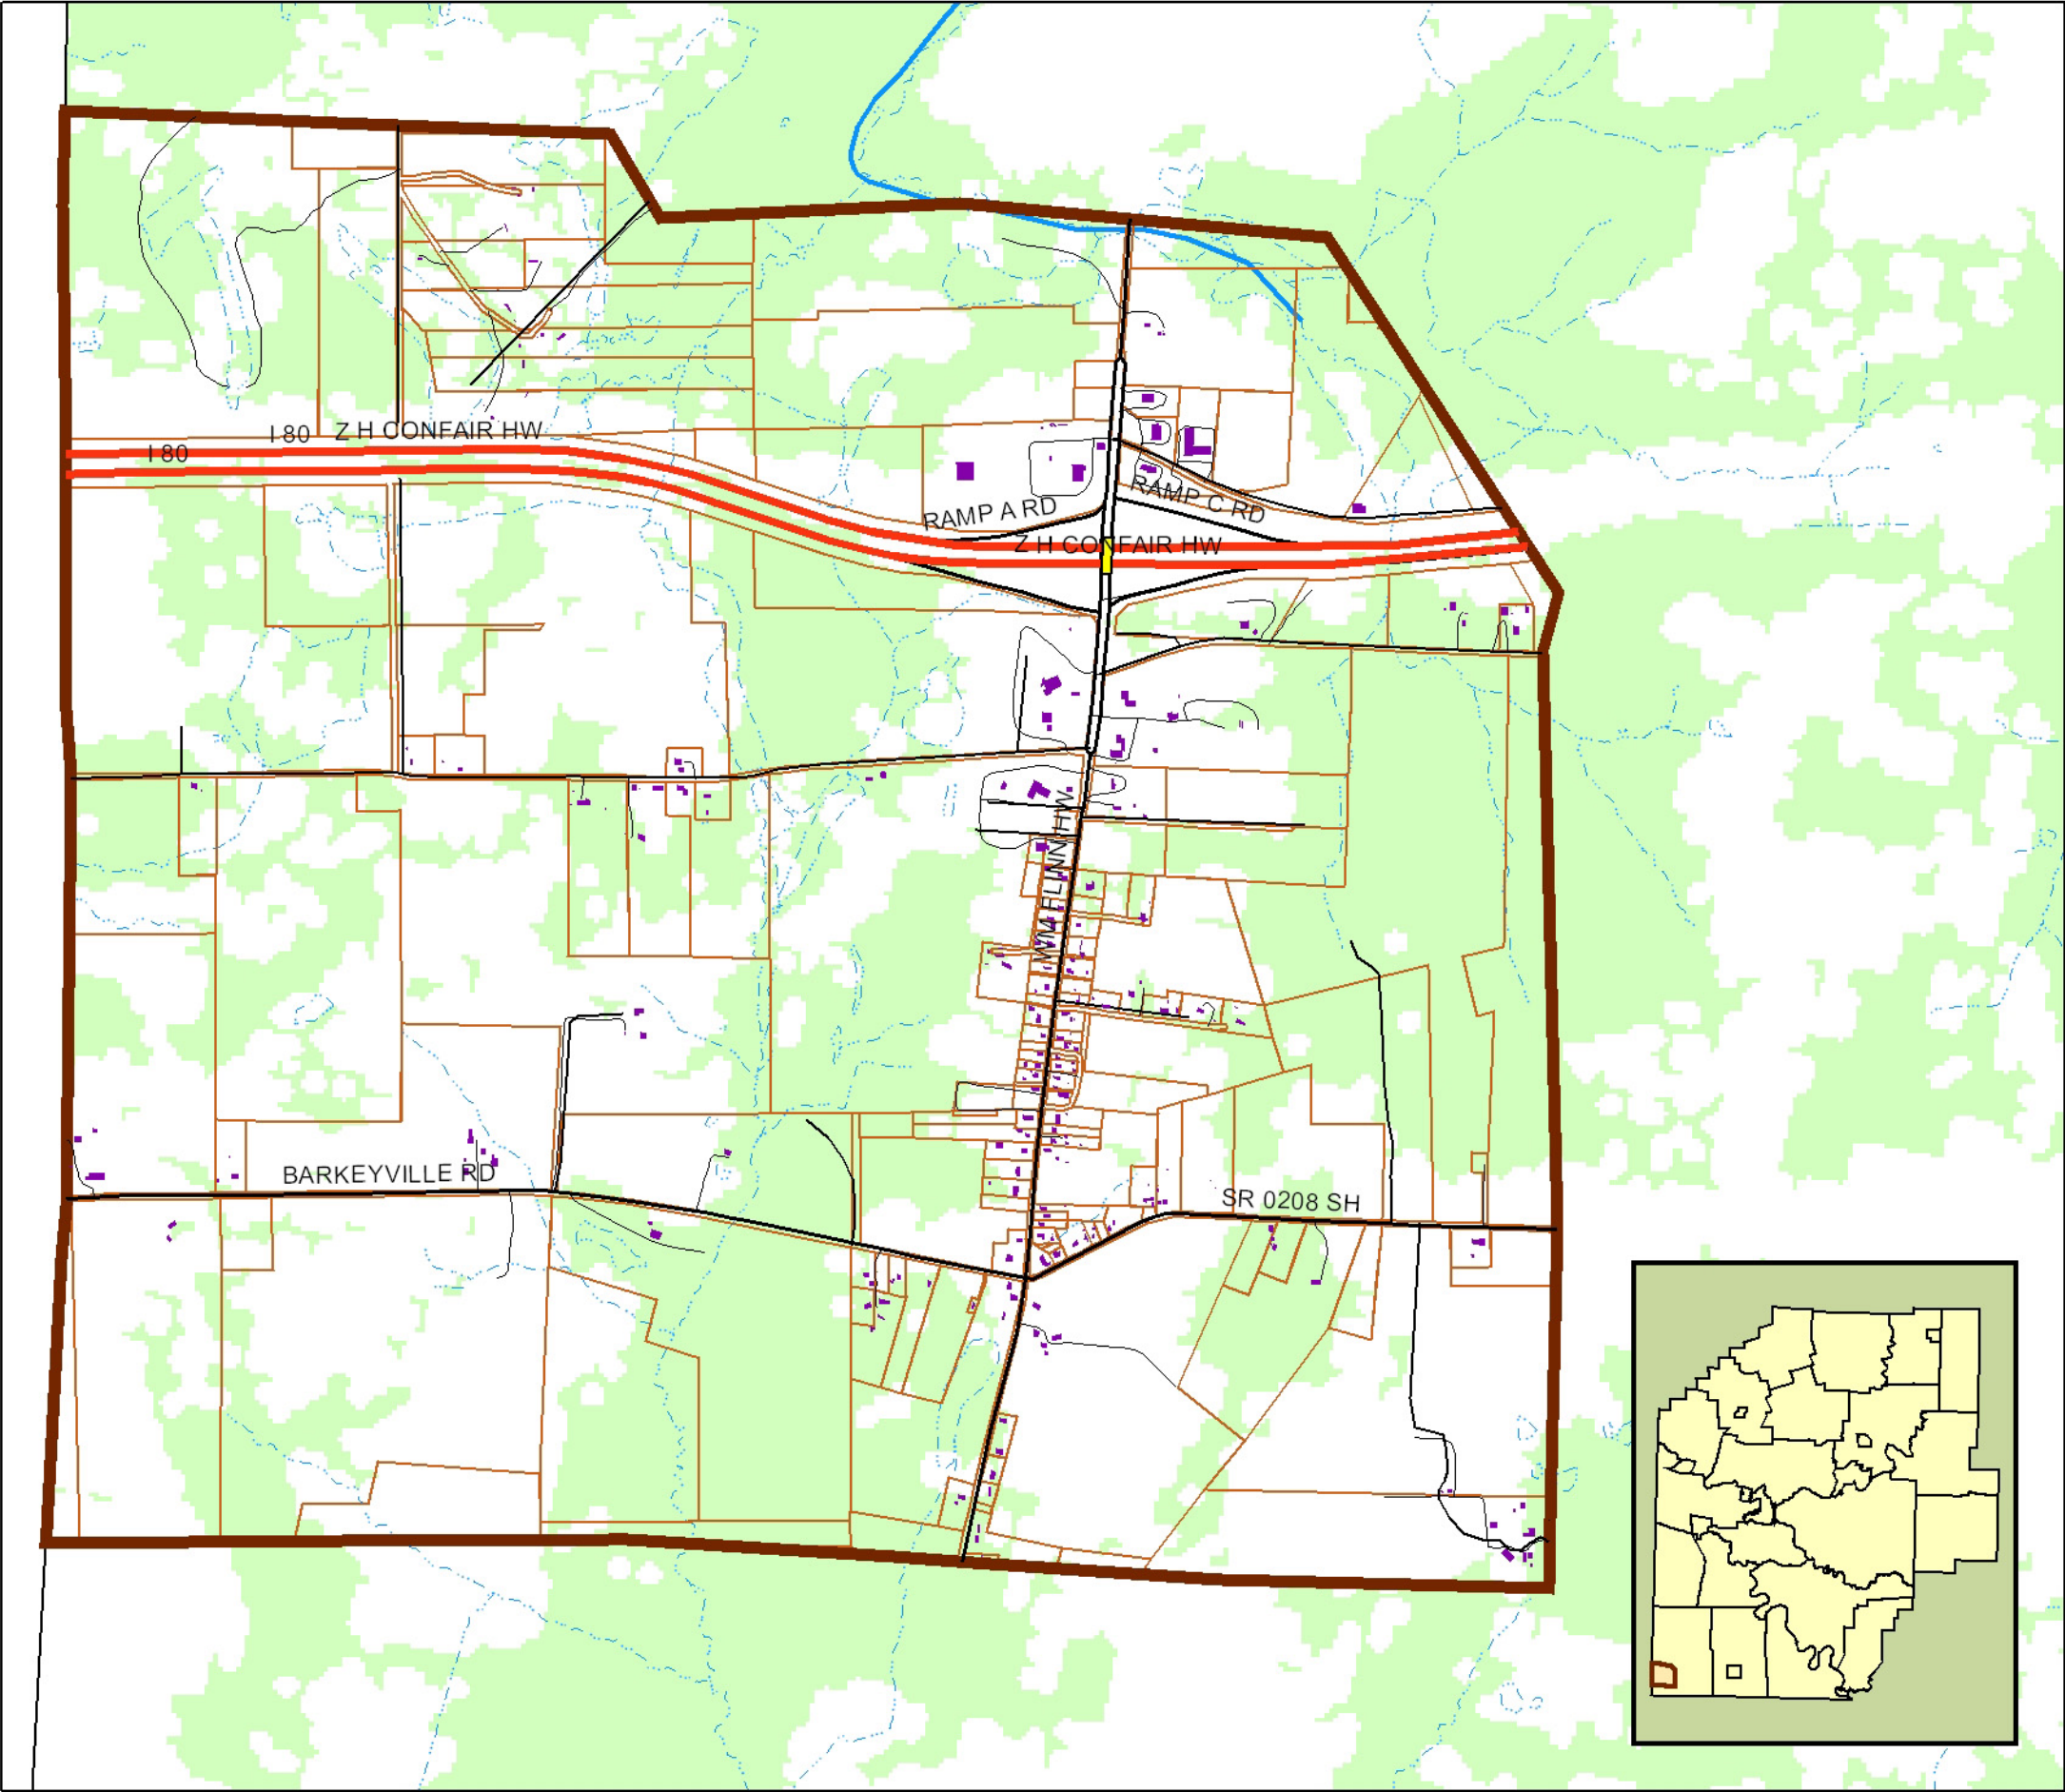 I 80 Z H CONFAIR HW
I 80
RAMP A RD
RAMP C RD
Z H CONFAIR HW
WM FLINN HW
BARKEYVILLE RD
SR 0208 SH